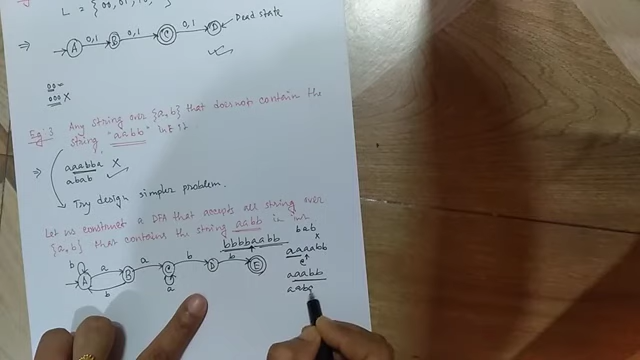 L = {00, 01, 10,
⇒ A 0,1 B 0,1 C 0,1 D Dead state
00=
000 X
Eg: 3 Any string over {a,b} that does not contain the
string "aabb" in it.
⇒ aaabba X
abab
Try design simpler problem.
Let us construct a DFA that accepts all string over
{a,b} that contains the string aabb in
bbbbaabb
bab
X
aaaabb
C
aaabb
aaba
b A a B a C b D b E
b a